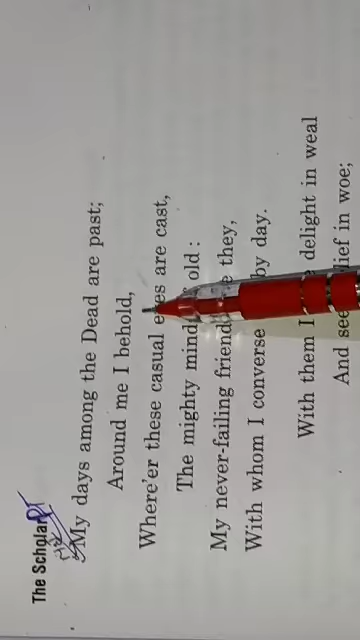 The Scholar
My days among the Dead are past;
Around me I behold,
Where'er these casual eyes are cast,
The mighty mind old :
My never-failing friend they,
With whom I converse by day.
With them I delight in weal
And see lief in woe;